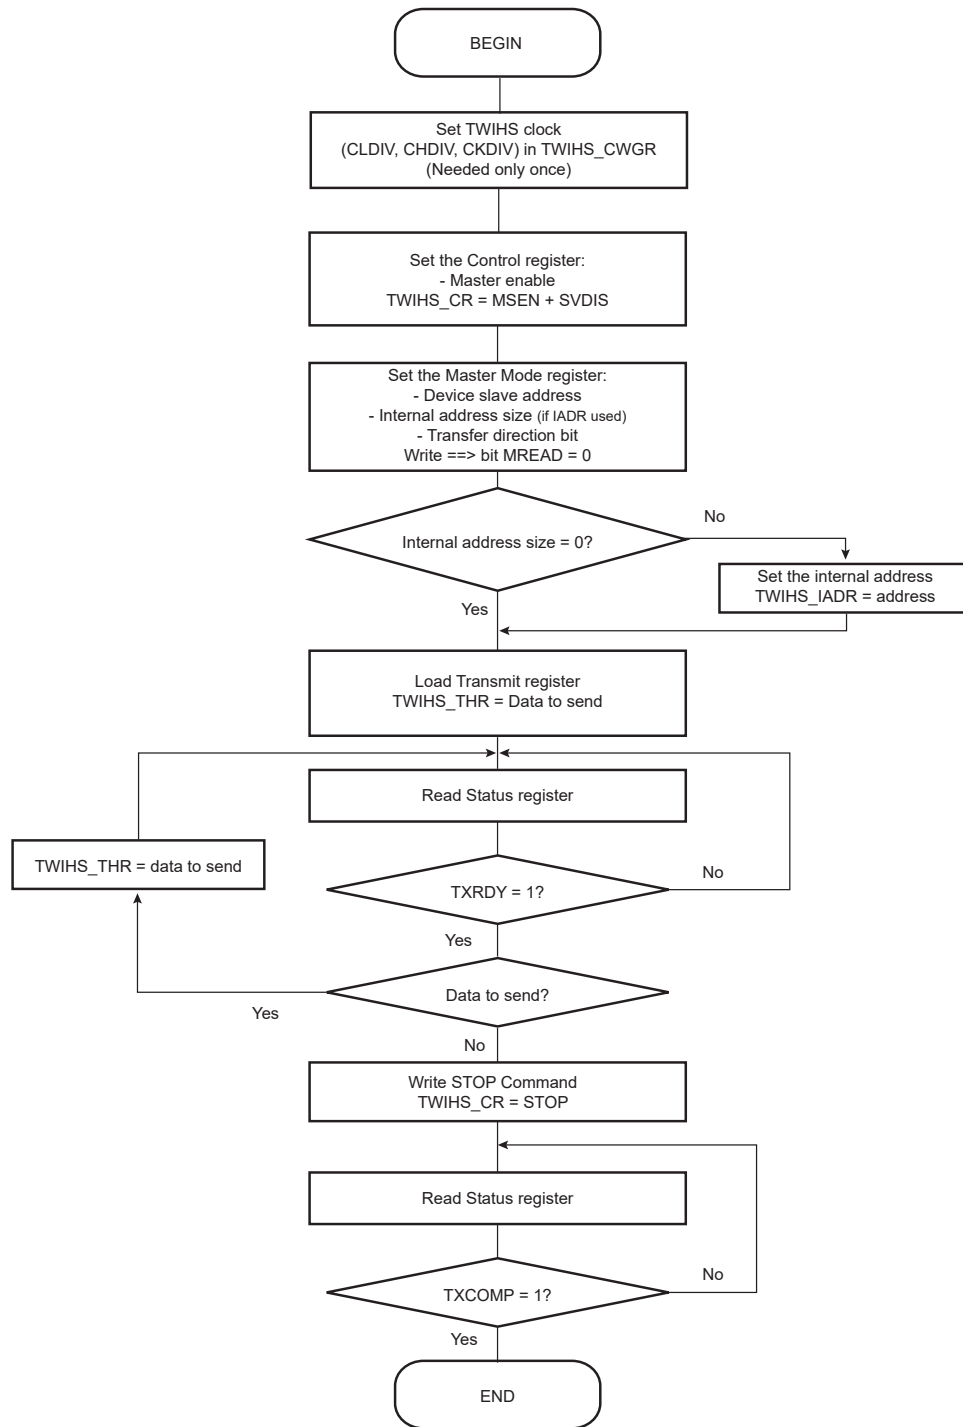 BEGIN
Set TWIHS clock
(CLDIV, CHDIV, CKDIV) in TWIHS_CWGR
(Needed only once)
Set the Control register:
- Master enable
TWIHS_CR = MSEN + SVDIS
Set the Master Mode register:
- Device slave address
- Internal address size (if IADR used)
- Transfer direction bit
Write ==> bit MREAD = 0
Internal address size = 0?
No
Set the internal address
TWIHS_IADR = address
Yes
Load Transmit register
TWIHS_THR = Data to send
Read Status register
TWIHS_THR = data to send
TXRDY = 1?
No
Yes
Data to send?
Yes
No
Write STOP Command
TWIHS_CR = STOP
Read Status register
TXCOMP = 1?
No
Yes
END